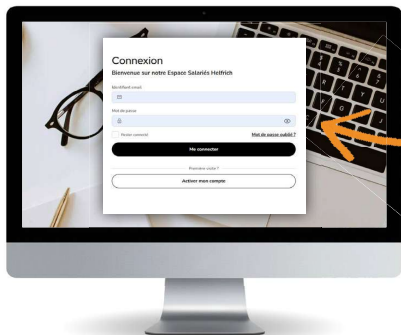 Connexion
Bienvenue sur notre Espace Salariés Helfrich
Identifiant email
Mot de passe
Rester connecté
Mot de passe oublié ?
Me connecter
Première visite ?
Activer mon compte